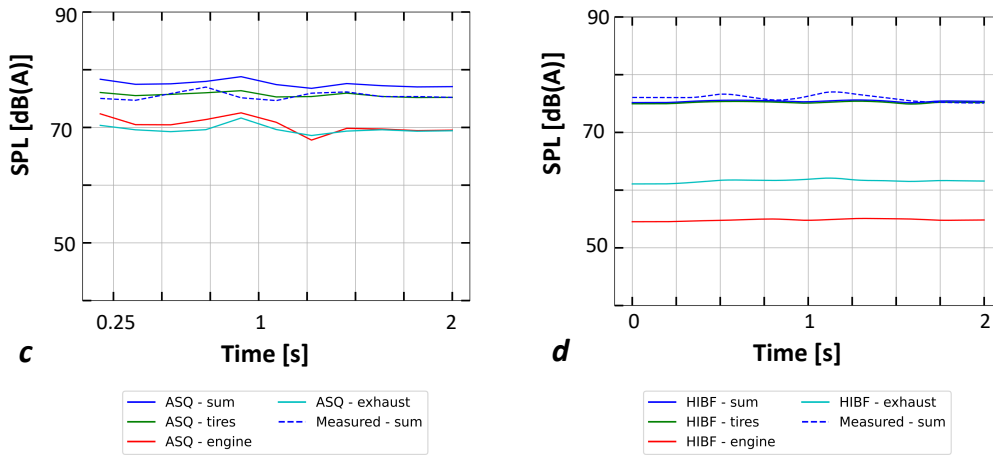 90
70
50
SPL [dB(A)]
0.25 1 2
c Time [s]
ASQ - sum ASQ - exhaust
ASQ - tires Measured - sum
ASQ - engine
90
70
50
SPL [dB(A)]
0 1 2
d Time [s]
HIBF - sum HIBF - exhaust
HIBF - tires Measured - sum
HIBF - engine